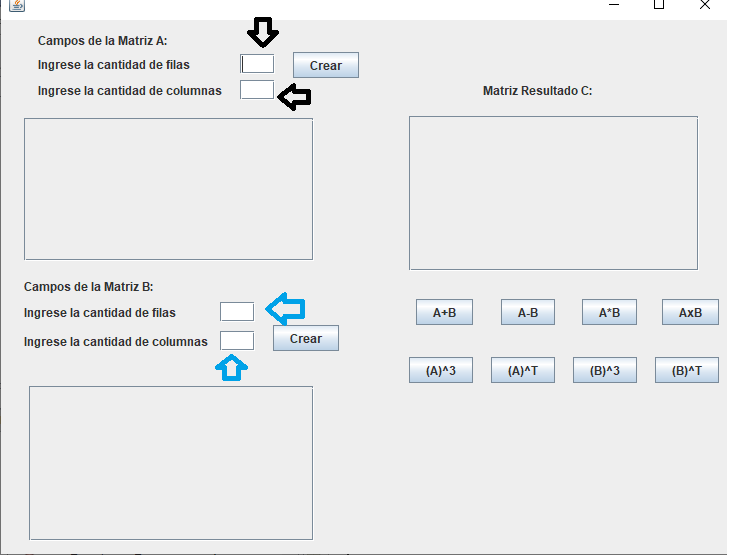 Campos de la Matriz A:
Ingrese la cantidad de filas
Crear
Ingrese la cantidad de columnas
Matriz Resultado C:
Campos de la Matriz B:
Ingrese la cantidad de filas
Ingrese la cantidad de columnas
Crear
A+B A-B A*B AxB
(A)^3 (A)^T (B)^3 (B)^T